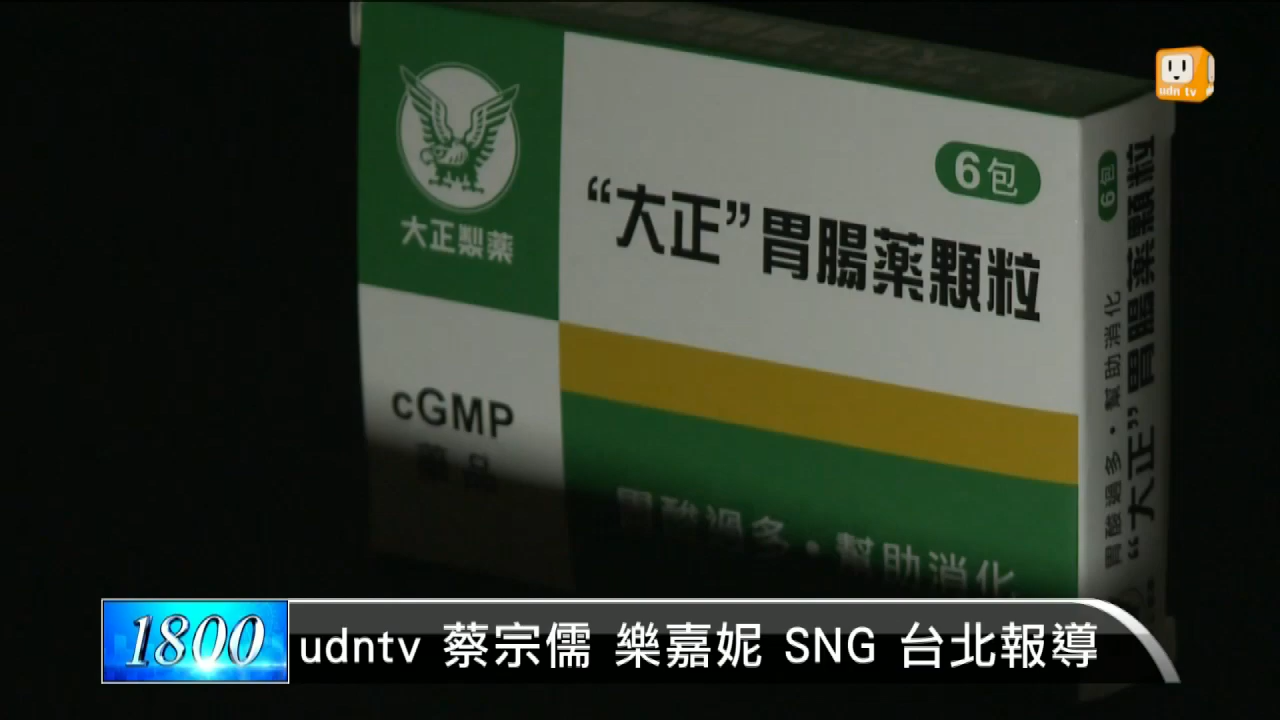 udn tv
大正製薬
6包
“大正”胃腸薬顆粒
cGMP
藥品
胃酸過多・幫助消化
6包
“大正”胃腸薬顆粒
胃酸過多・幫助消化
1800
udntv 蔡宗儒 樂嘉妮 SNG 台北報導